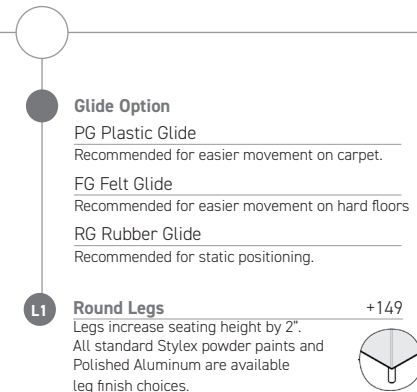 Glide Option
PG Plastic Glide
Recommended for easier movement on carpet.
FG Felt Glide
Recommended for easier movement on hard floors
RG Rubber Glide
Recommended for static positioning.
L1 Round Legs +149
Legs increase seating height by 2".
All standard Stylex powder paints and
Polished Aluminum are available
leg finish choices.